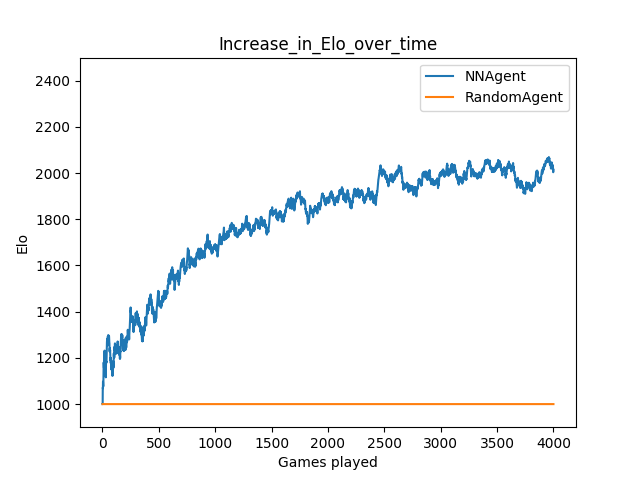 Increase_in_Elo_over_time
NNAgent
RandomAgent
2400
2200
2000
1800
1600
1400
1200
1000
Elo
0 500 1000 1500 2000 2500 3000 3500 4000
Games played